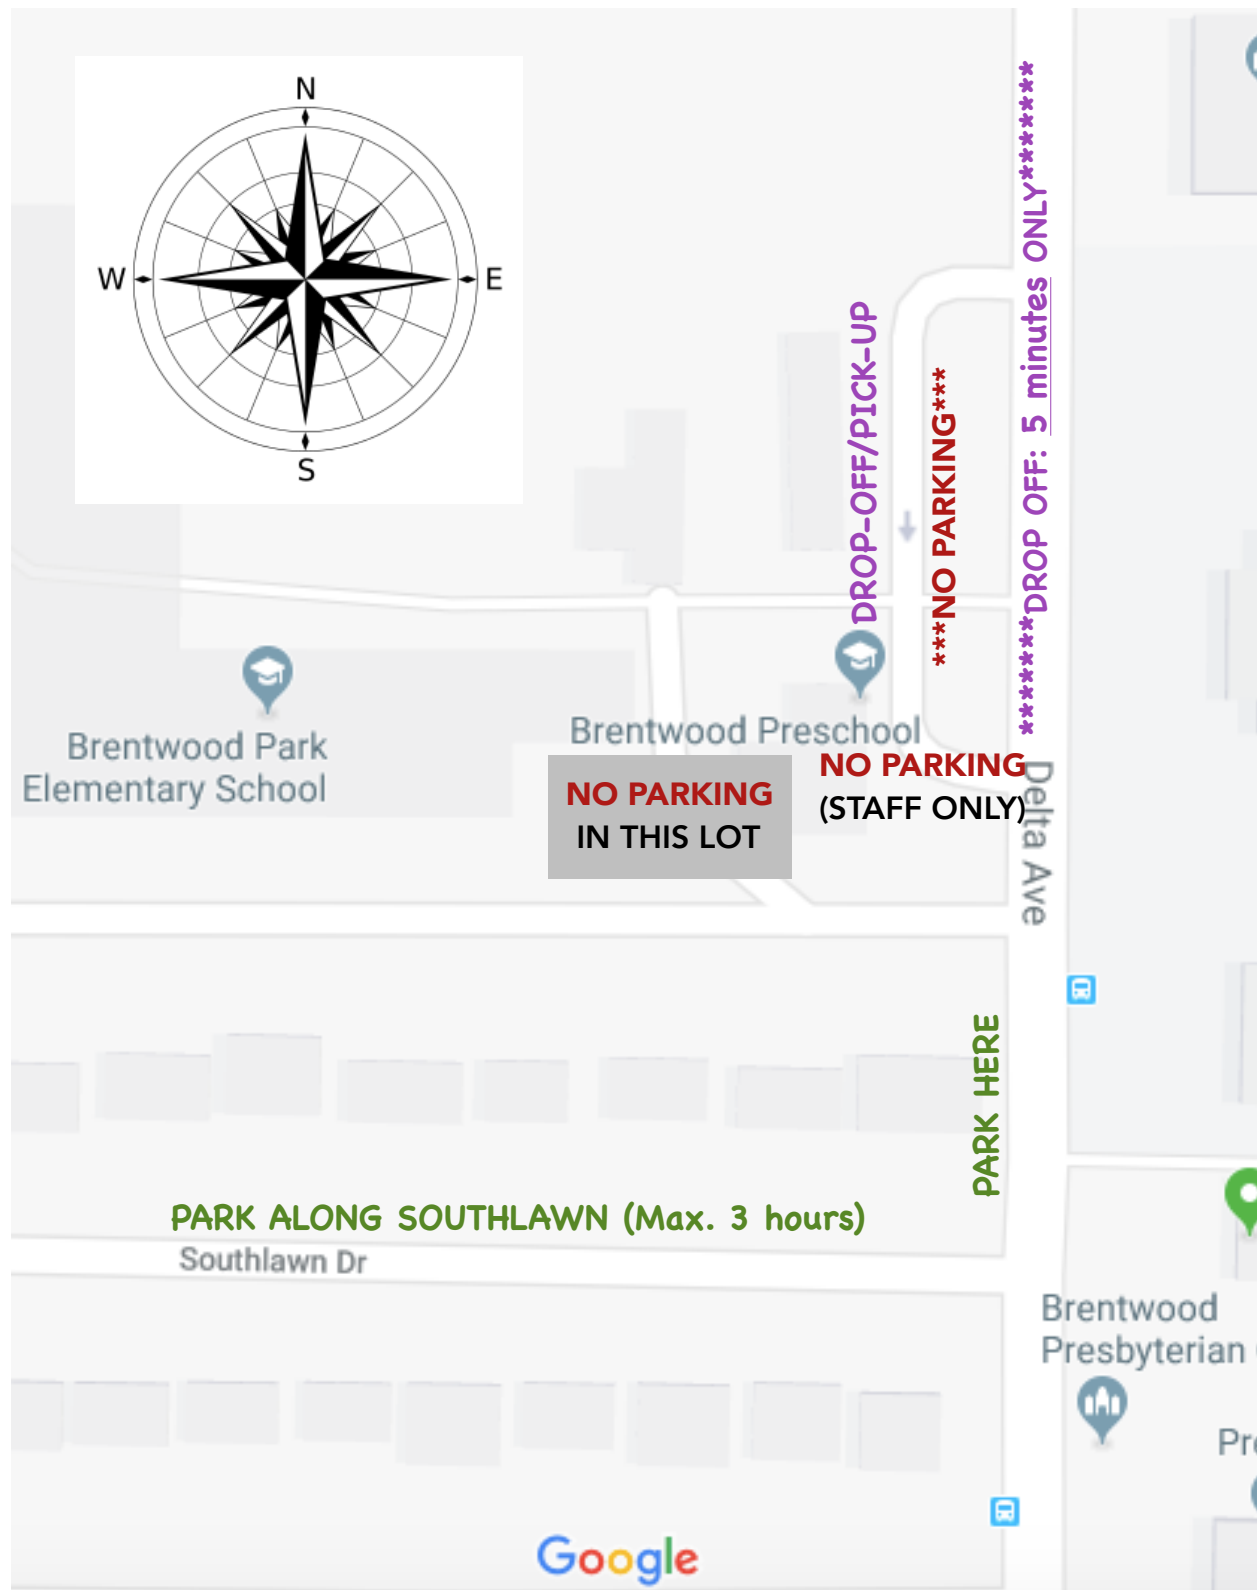 N
W
E
S
*******DROP OFF: 5 minutes ONLY*******
DROP-OFF/PICK-UP
***NO PARKING***
Brentwood Park
Elementary School
Brentwood Preschool
NO PARKING
IN THIS LOT
NO PARKING
(STAFF ONLY)
Delta Ave
PARK HERE
PARK ALONG SOUTHLAWN (Max. 3 hours)
Southlawn Dr
Brentwood
Presbyterian
Google